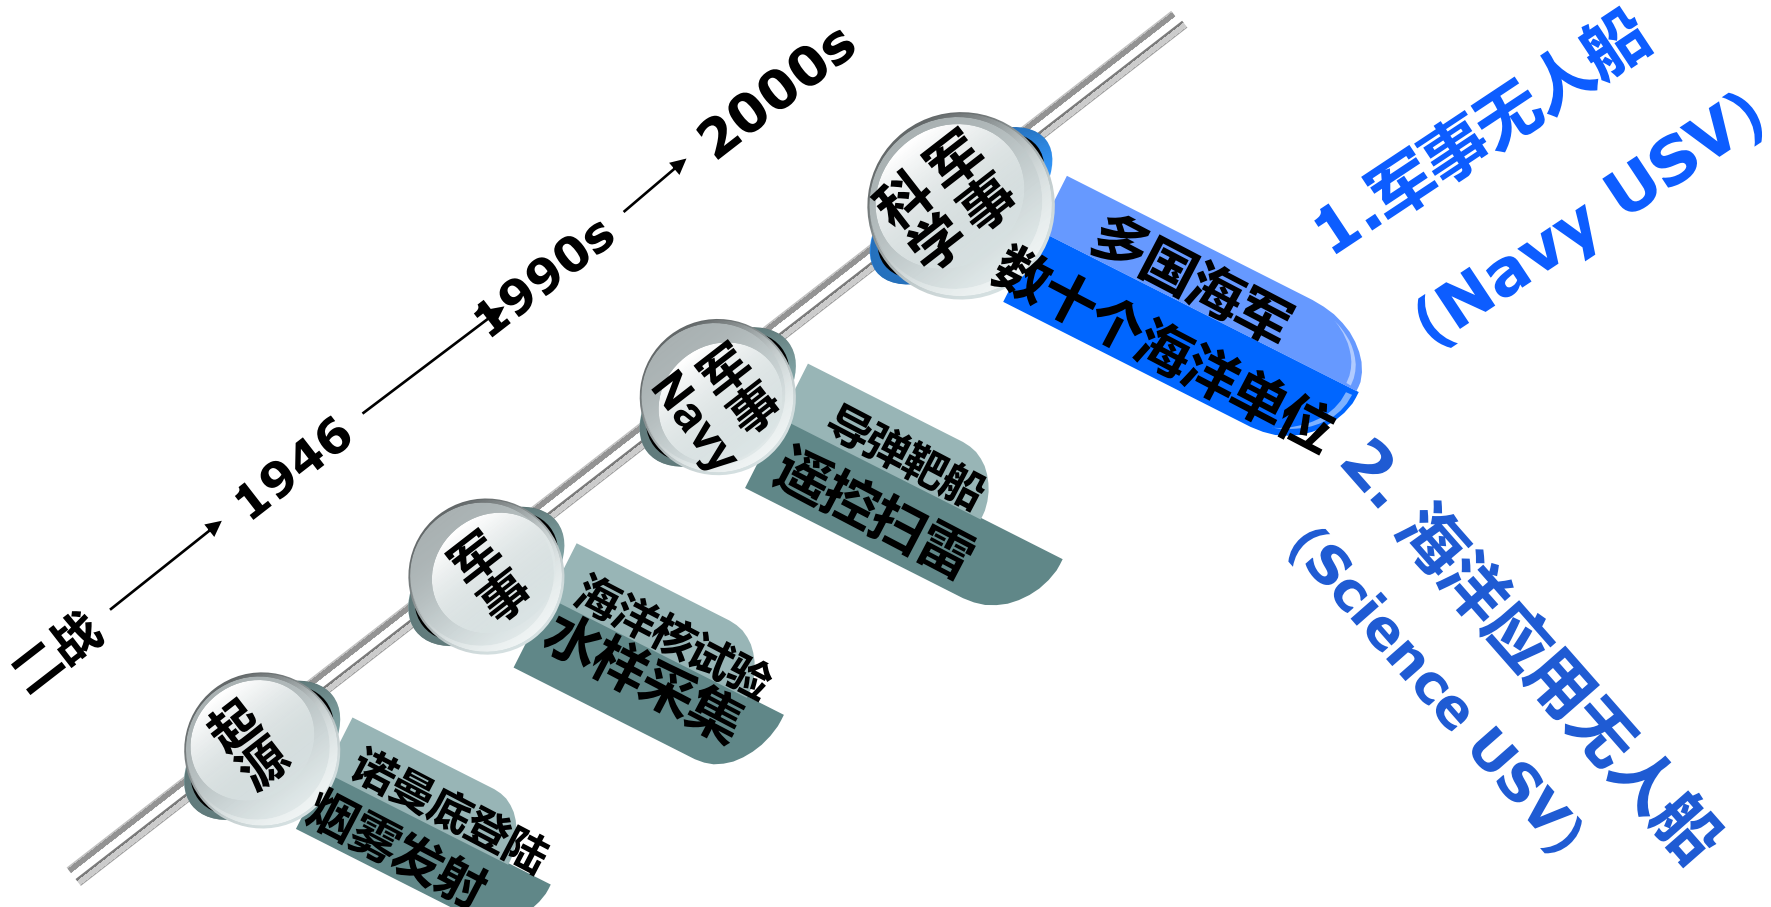 二战
1946
1990s
2000s
起源
诺曼底登陆
烟雾发射
军事
海洋核试验
水样采集
军事
Navy
导弹靶船
遥控扫雷
军事
科学
多国海军
数十个海洋单位
1.军事无人船
(Navy USV)
2. 海洋应用无人船
(Science USV)